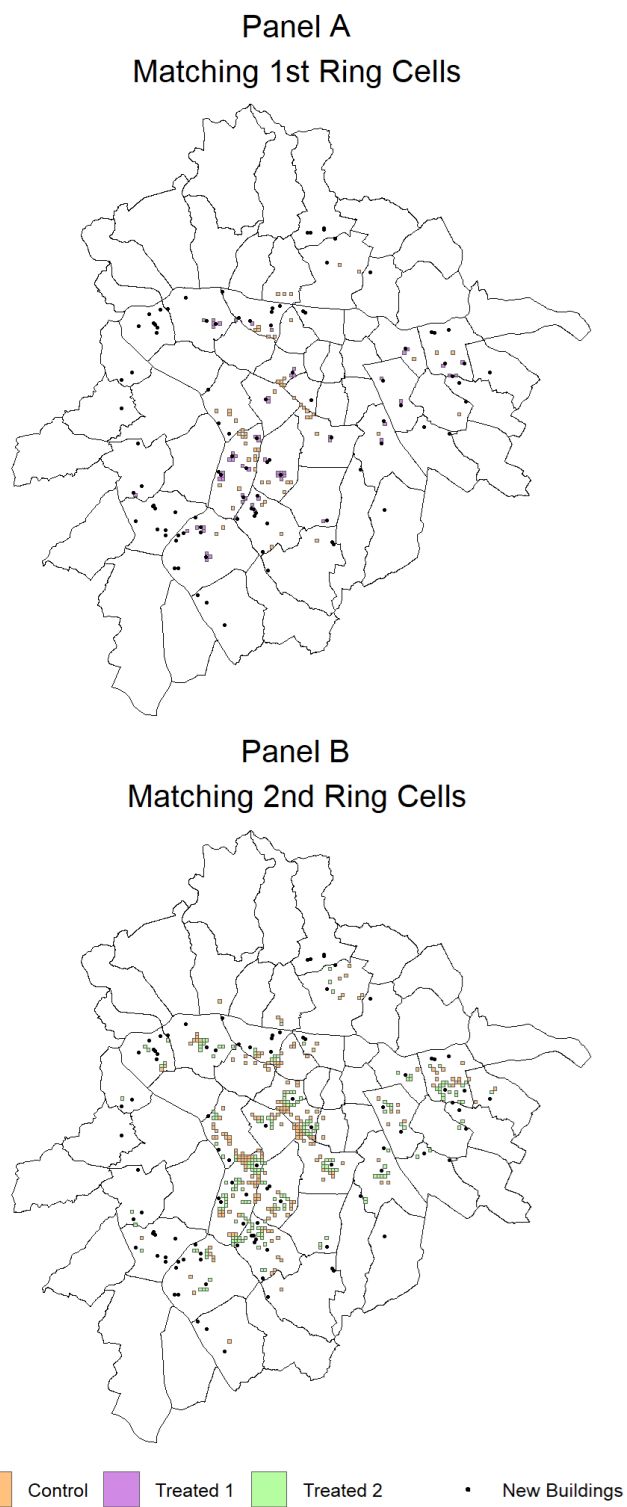 Panel A
Matching 1st Ring Cells
Panel B
Matching 2nd Ring Cells
Control Treated 1 Treated 2 New Buildings